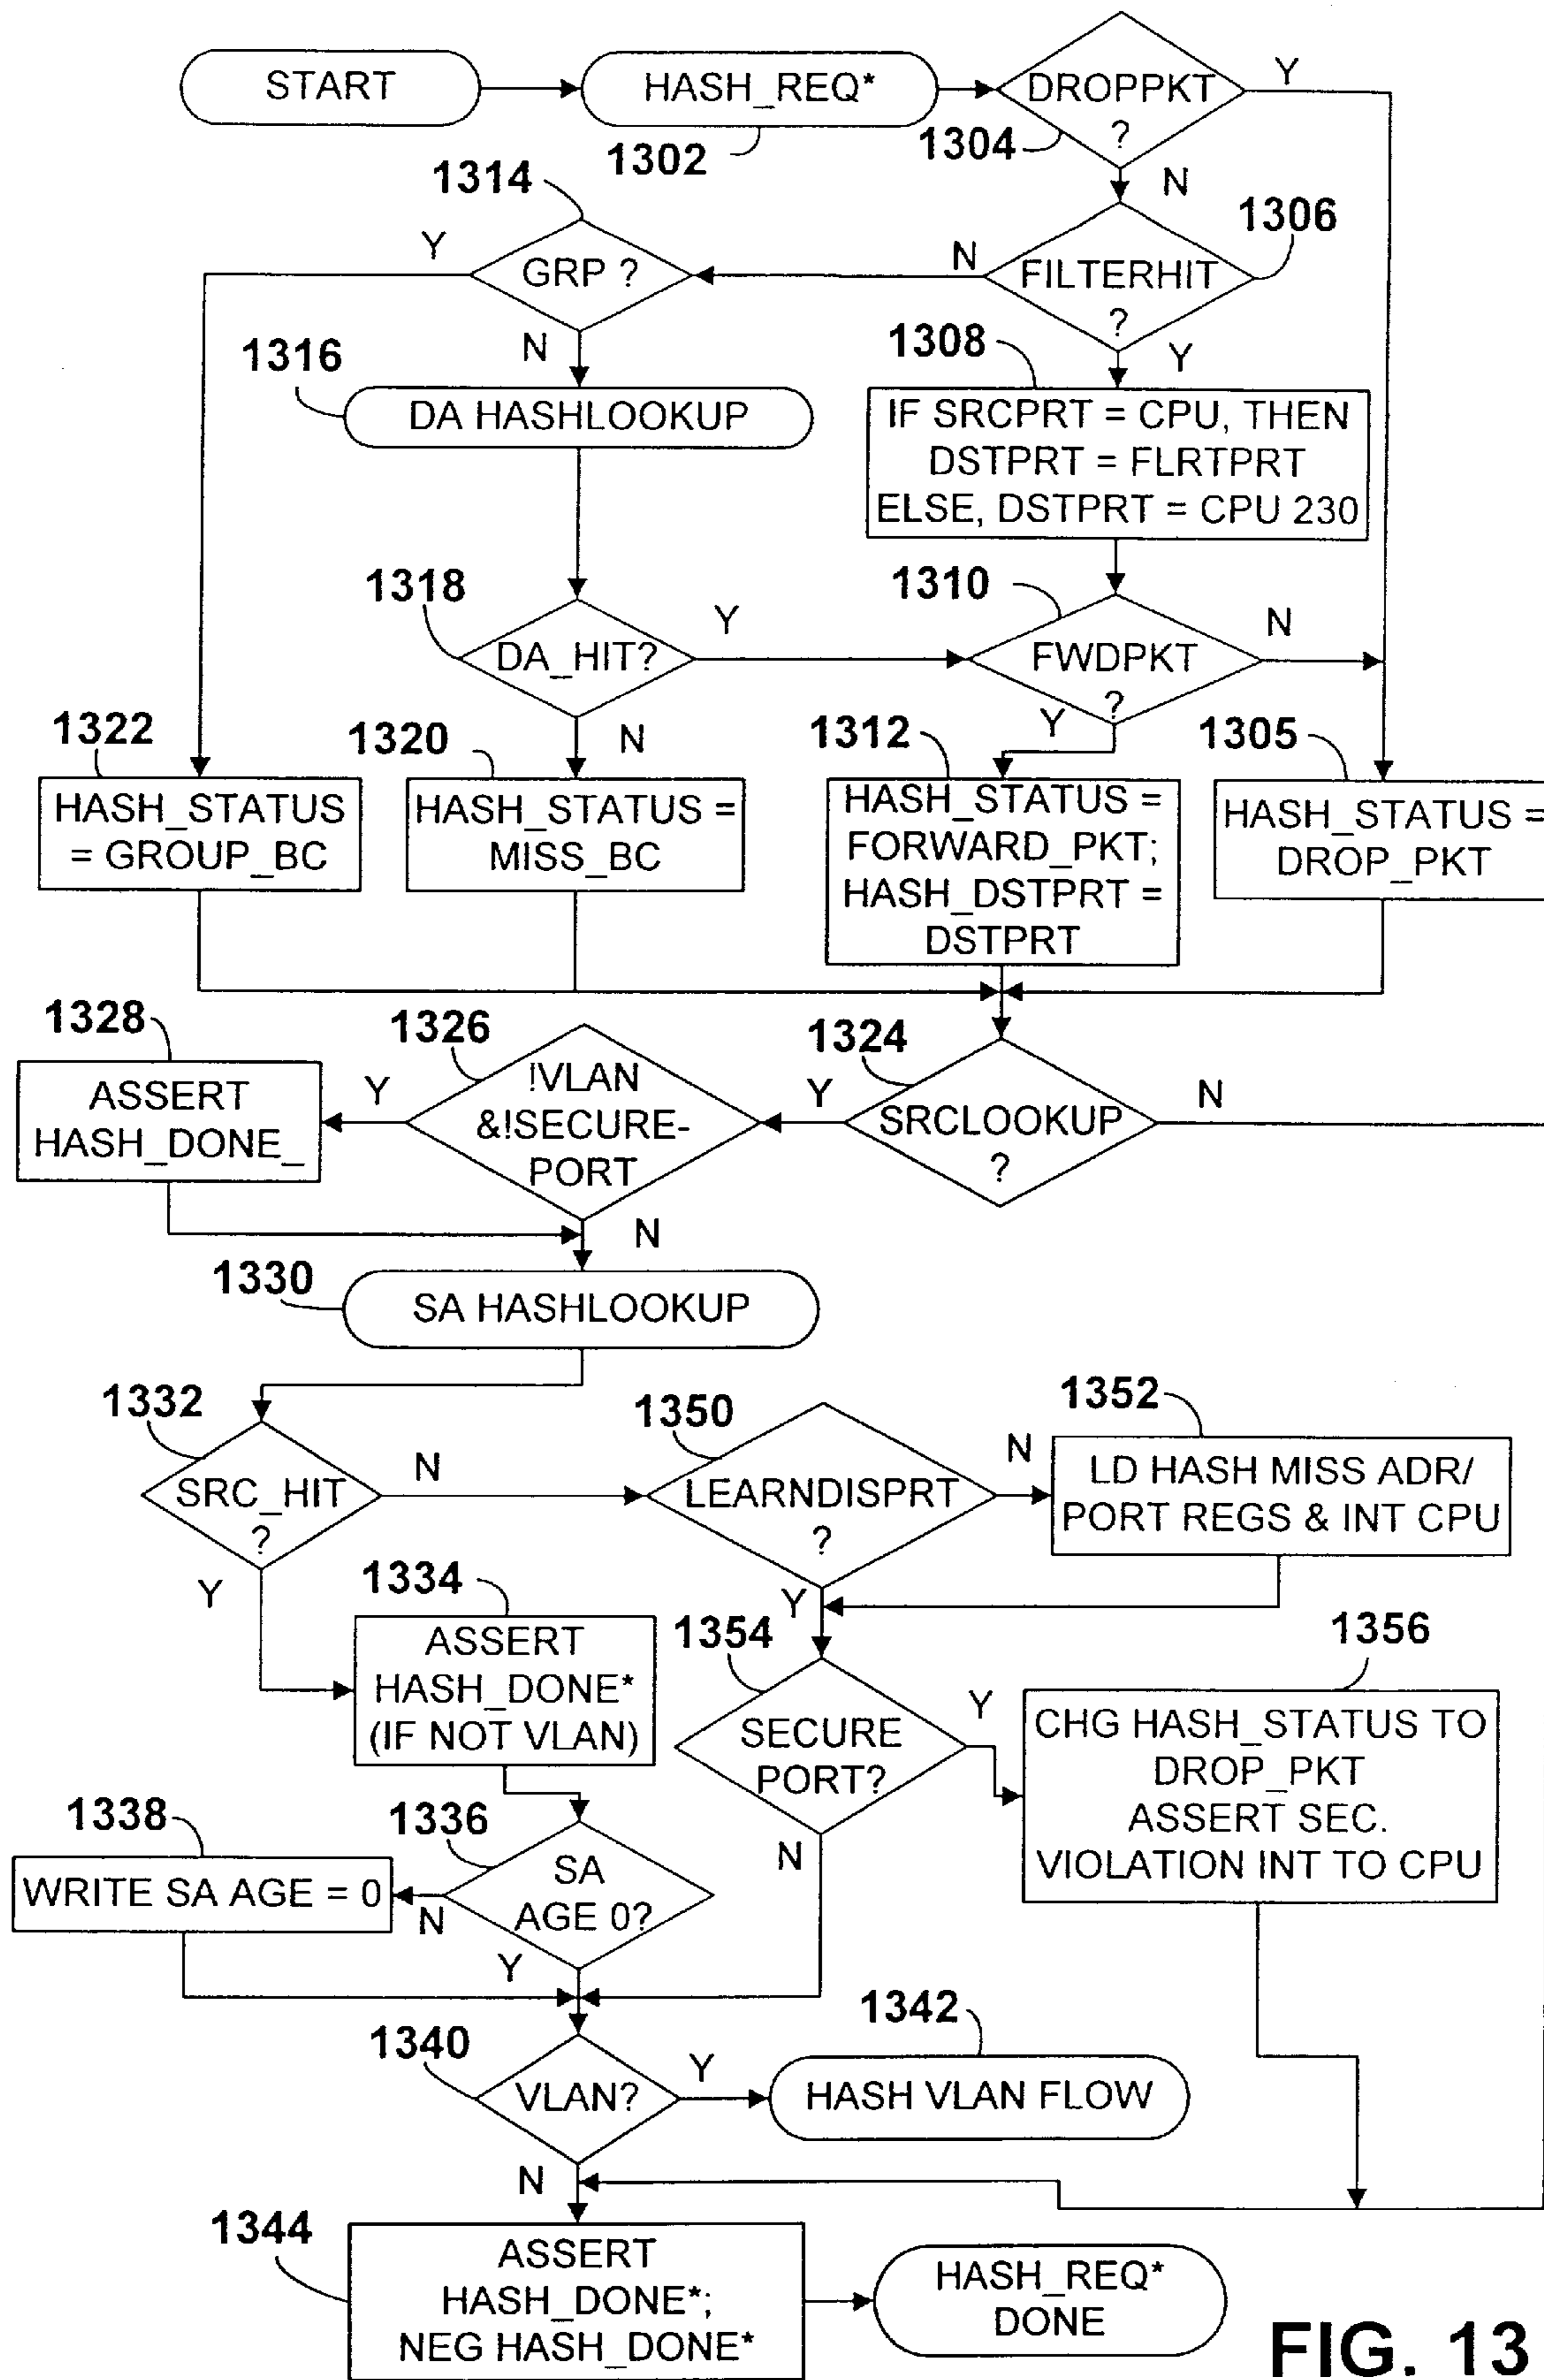 START
HASH_REQ*
1302
DROPPKT
?
1304
Y
N
1314
GRP ?
Y
N
FILTERHIT
?
1306
N
Y
1316
DA HASHLOOKUP
1308
IF SRCPRT = CPU, THEN
DSTPRT = FLRTPRT
ELSE, DSTPRT = CPU 230
1318
DA_HIT?
Y
N
1310
FWDPKT
?
N
Y
1322
HASH_STATUS
= GROUP_BC
1320
HASH_STATUS =
MISS_BC
1312
HASH_STATUS =
FORWARD_PKT;
HASH_DSTPRT =
DSTPRT
1305
HASH_STATUS =
DROP_PKT
1328
ASSERT
HASH_DONE_
1326
!VLAN
&!SECURE-
PORT
Y
N
1324
SRCLOOKUP
?
Y
N
1330
SA HASHLOOKUP
1332
SRC_HIT
?
N
Y
1350
LEARNDISPRT
?
N
Y
1352
LD HASH MISS ADR/
PORT REGS & INT CPU
1334
ASSERT
HASH_DONE*
(IF NOT VLAN)
1354
SECURE
PORT?
Y
N
1356
CHG HASH_STATUS TO
DROP_PKT
ASSERT SEC.
VIOLATION INT TO CPU
1338
WRITE SA AGE = 0
1336
SA
AGE 0?
N
Y
1340
VLAN?
Y
N
1342
HASH VLAN FLOW
1344
ASSERT
HASH_DONE*;
NEG HASH_DONE*
HASH_REQ*
DONE
FIG. 13